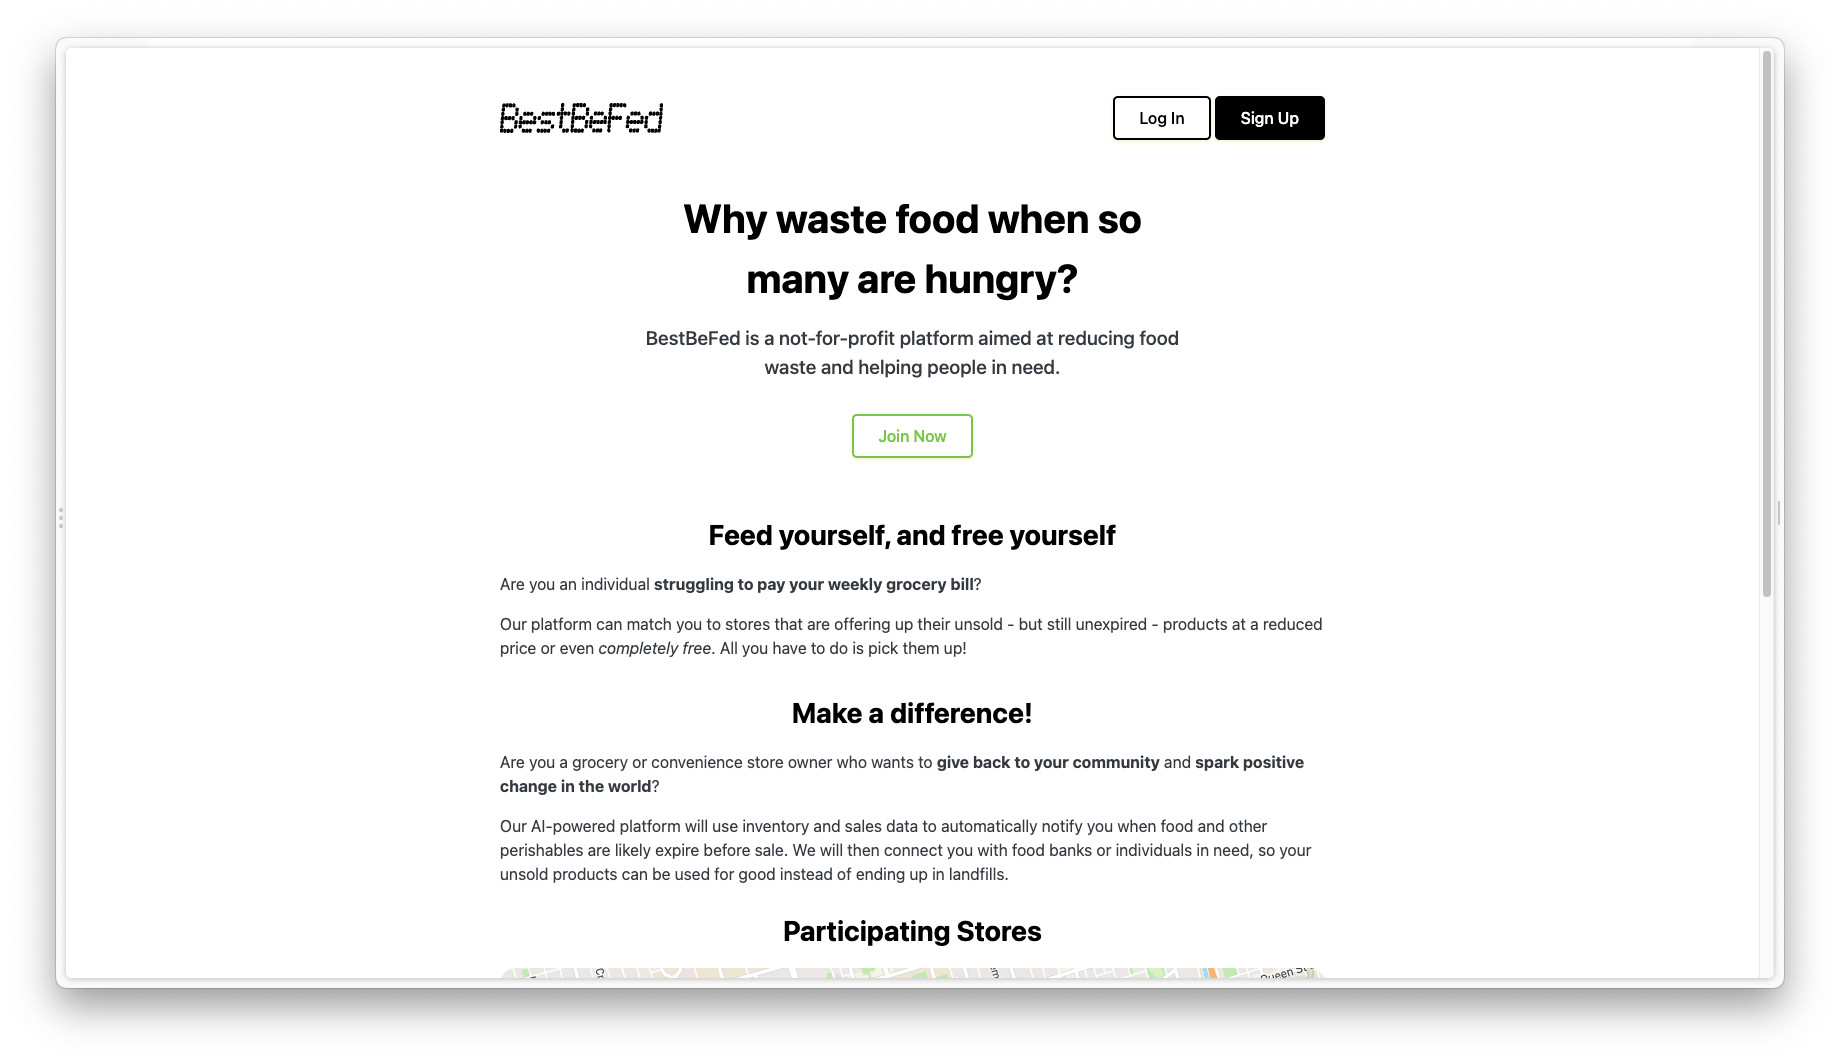 BestBeFed
Log In
Sign Up
Why waste food when so
many are hungry?
BestBeFed is a not-for-profit platform aimed at reducing food
waste and helping people in need.
Join Now
Feed yourself, and free yourself
Are you an individual struggling to pay your weekly grocery bill?
Our platform can match you to stores that are offering up their unsold - but still unexpired - products at a reduced
price or even completely free. All you have to do is pick them up!
Make a difference!
Are you a grocery or convenience store owner who wants to give back to your community and spark positive
change in the world?
Our AI-powered platform will use inventory and sales data to automatically notify you when food and other
perishables are likely expire before sale. We will then connect you with food banks or individuals in need, so your
unsold products can be used for good instead of ending up in landfills.
Participating Stores
Queen